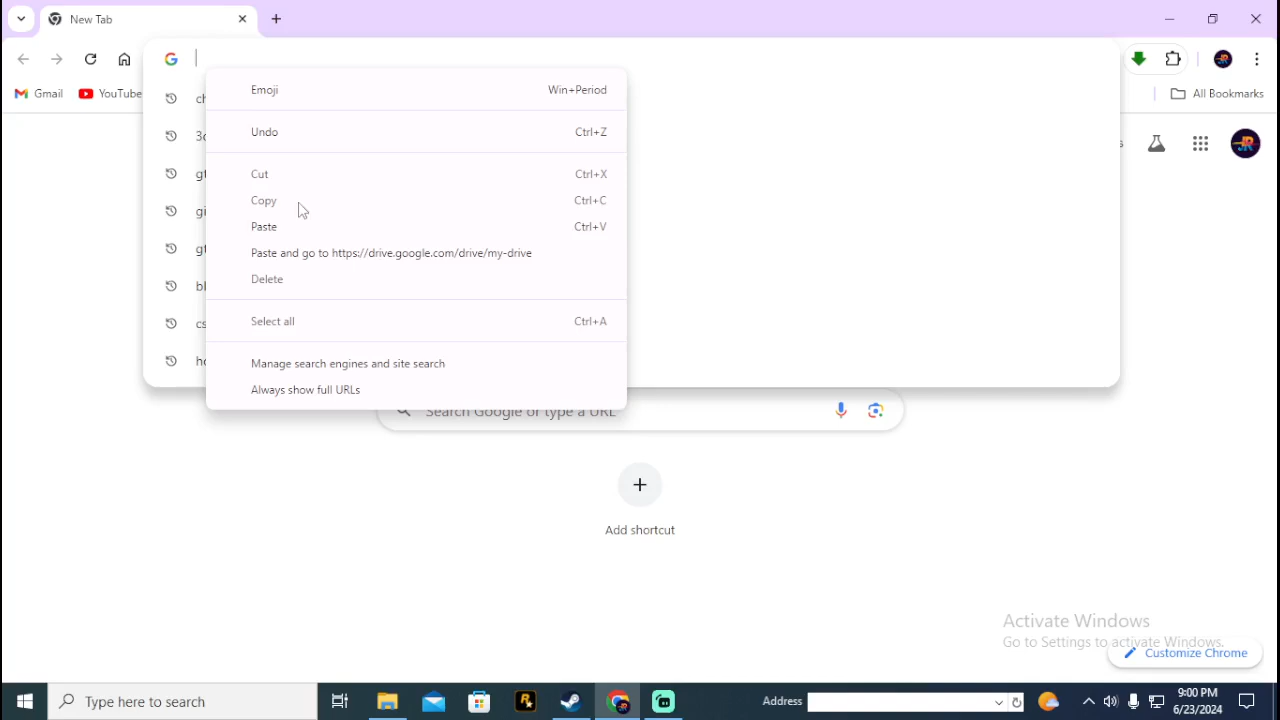 New Tab
Gmail
YouTube
All Bookmarks
Emoji Win+Period
Undo Ctrl+Z
Cut Ctrl+X
Copy Ctrl+C
Paste Ctrl+V
Paste and go to https://drive.google.com/drive/my-drive
Delete
Select all Ctrl+A
Manage search engines and site search
Always show full URLs
Search Google or type a URL
Add shortcut
Activate Windows
Go to Settings to activate Windows.
Customize Chrome
Type here to search
Address
9:00 PM
6/23/2024